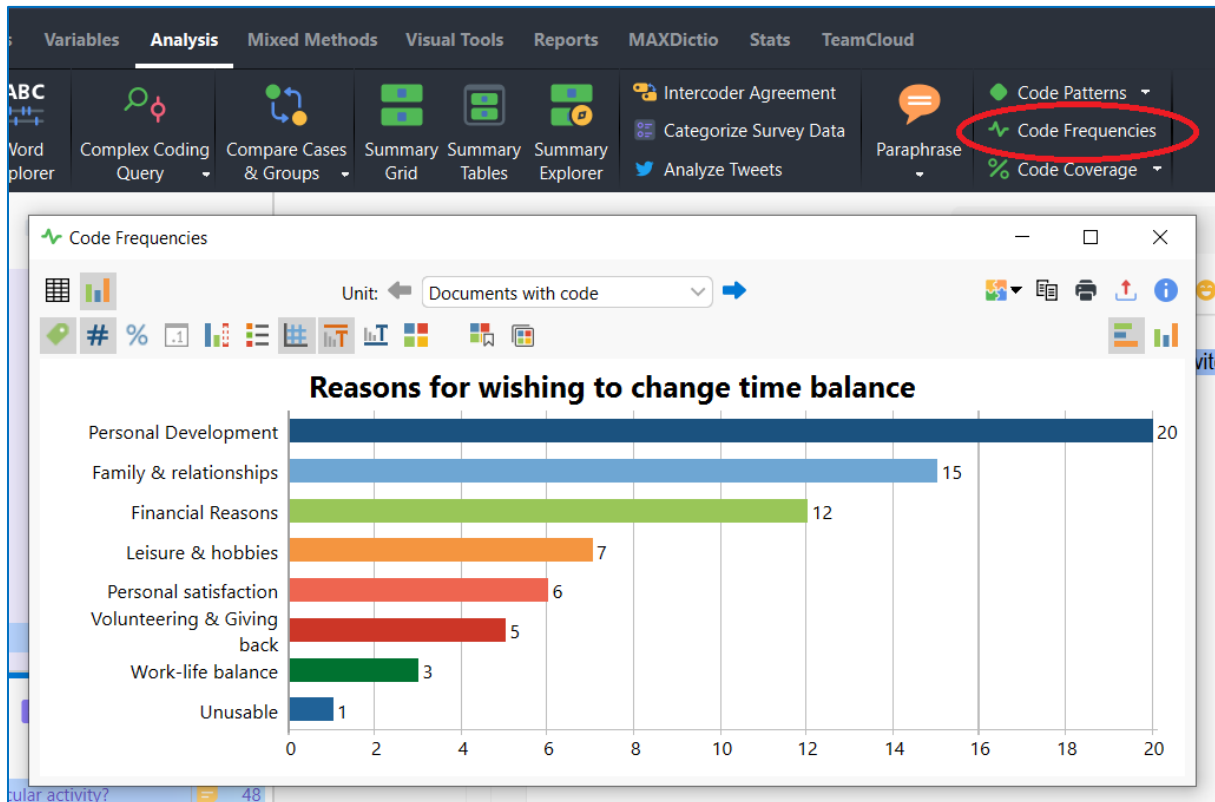 Variables Analysis Mixed Methods Visual Tools Reports MAXDictio Stats TeamCloud
ABC
Complex Coding Query
Compare Cases & Groups
Summary Grid
Summary Tables
Summary Explorer
Intercoder Agreement
Categorize Survey Data
Analyze Tweets
Paraphrase
Code Patterns
Code Frequencies
% Code Coverage
Code Frequencies
Unit: Documents with code
# % .1 T T
Reasons for wishing to change time balance
Personal Development 20
Family & relationships 15
Financial Reasons 12
Leisure & hobbies 7
Personal satisfaction 6
Volunteering & Giving
back 5
Work-life balance 3
Unusable 1
0 2 4 6 8 10 12 14 16 18 20
activity? 48